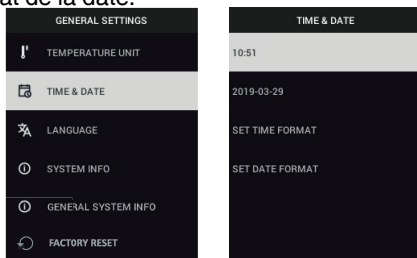 al de la date.
GENERAL SETTINGS
TEMPERATURE UNIT
TIME & DATE
LANGUAGE
SYSTEM INFO
GENERAL SYSTEM INFO
FACTORY RESET
TIME & DATE
10:51
2019-03-29
SET TIME FORMAT
SET DATE FORMAT